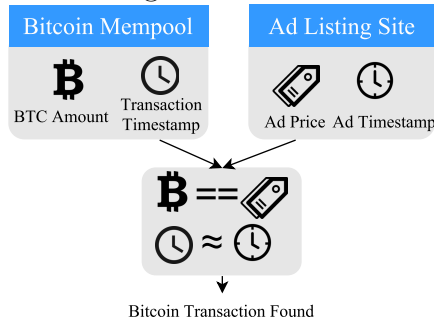 Bitcoin Mempool
Ad Listing Site
BTC Amount
Transaction
Timestamp
Ad Price
Ad Timestamp
==
≈
Bitcoin Transaction Found